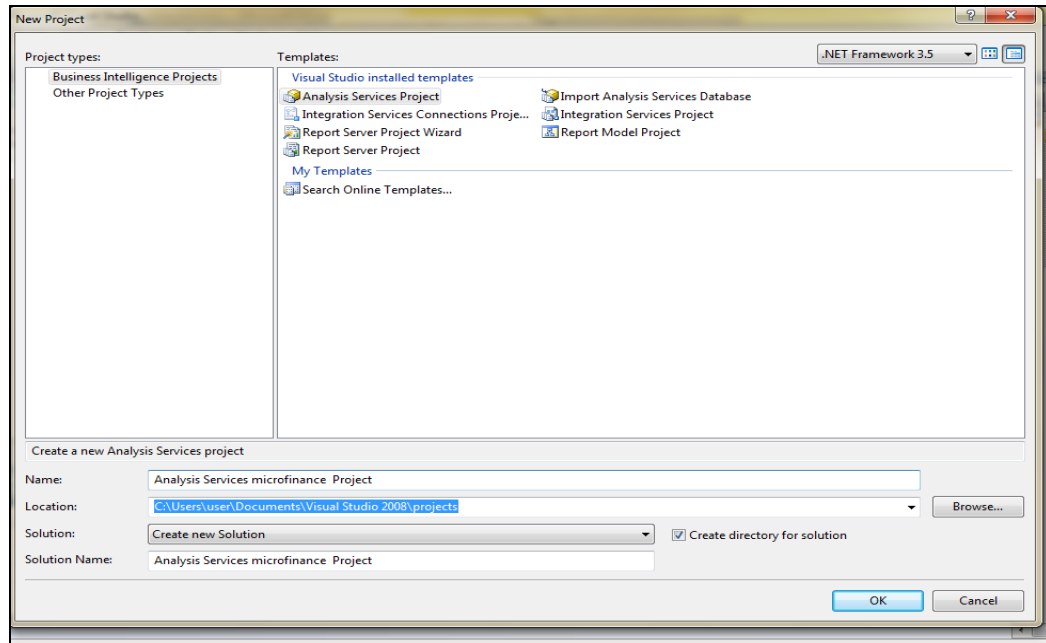 New Project
Project types:
Templates:
.NET Framework 3.5
Business Intelligence Projects
Other Project Types
Visual Studio installed templates
Analysis Services Project
Import Analysis Services Database
Integration Services Connections Proje...
Integration Services Project
Report Server Project Wizard
Report Model Project
Report Server Project
My Templates
Search Online Templates...
Create a new Analysis Services project
Name:
Analysis Services microfinance Project
Location:
C:\Users\user\Documents\Visual Studio 2008\projects
Browse...
Solution:
Create new Solution
Create directory for solution
Solution Name:
Analysis Services microfinance Project
OK
Cancel